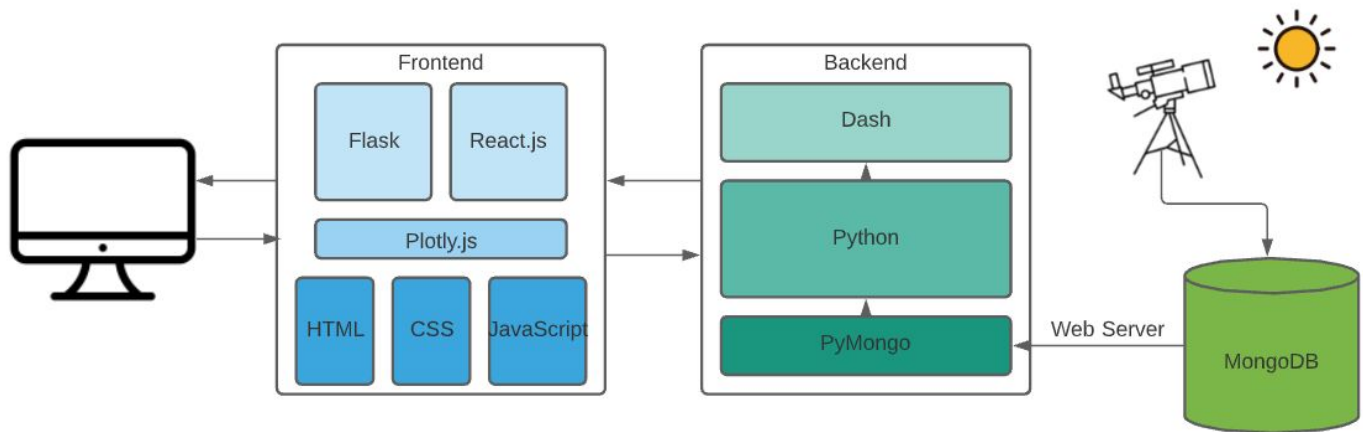 Frontend
Flask
React.js
Plotly.js
HTML
CSS
JavaScript
Backend
Dash
Python
PyMongo
Web Server
MongoDB